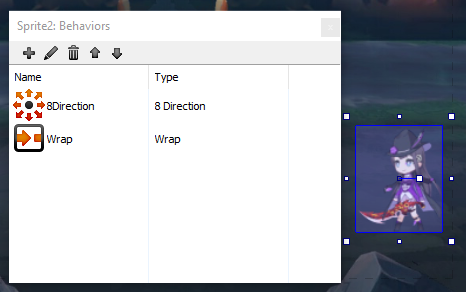 Sprite2: Behaviors
Name Type
8Direction 8 Direction
Wrap Wrap